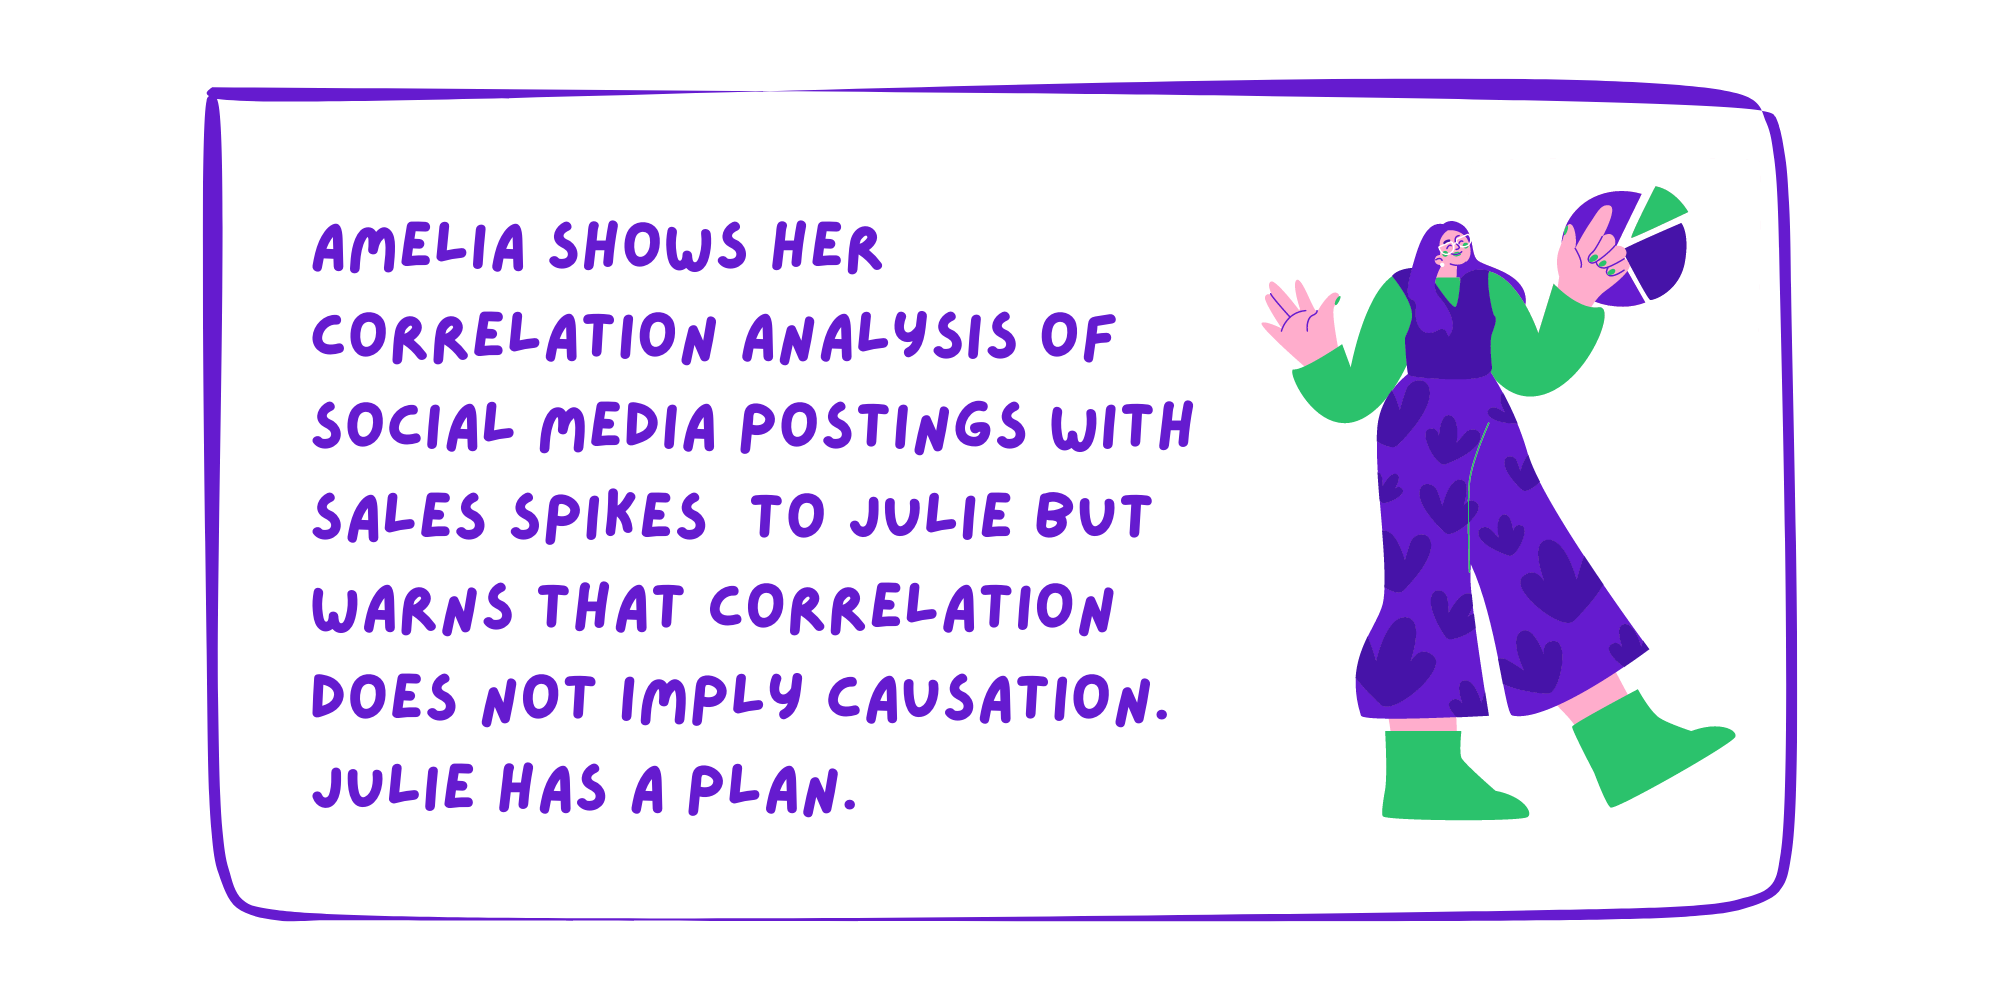 AMELIA SHOWS HER
CORRELATION ANALYSIS OF
SOCIAL MEDIA POSTINGS WITH
SALES SPIKES  TO JULIE BUT
WARNS THAT CORRELATION
DOES NOT IMPLY CAUSATION.
JULIE HAS A PLAN.